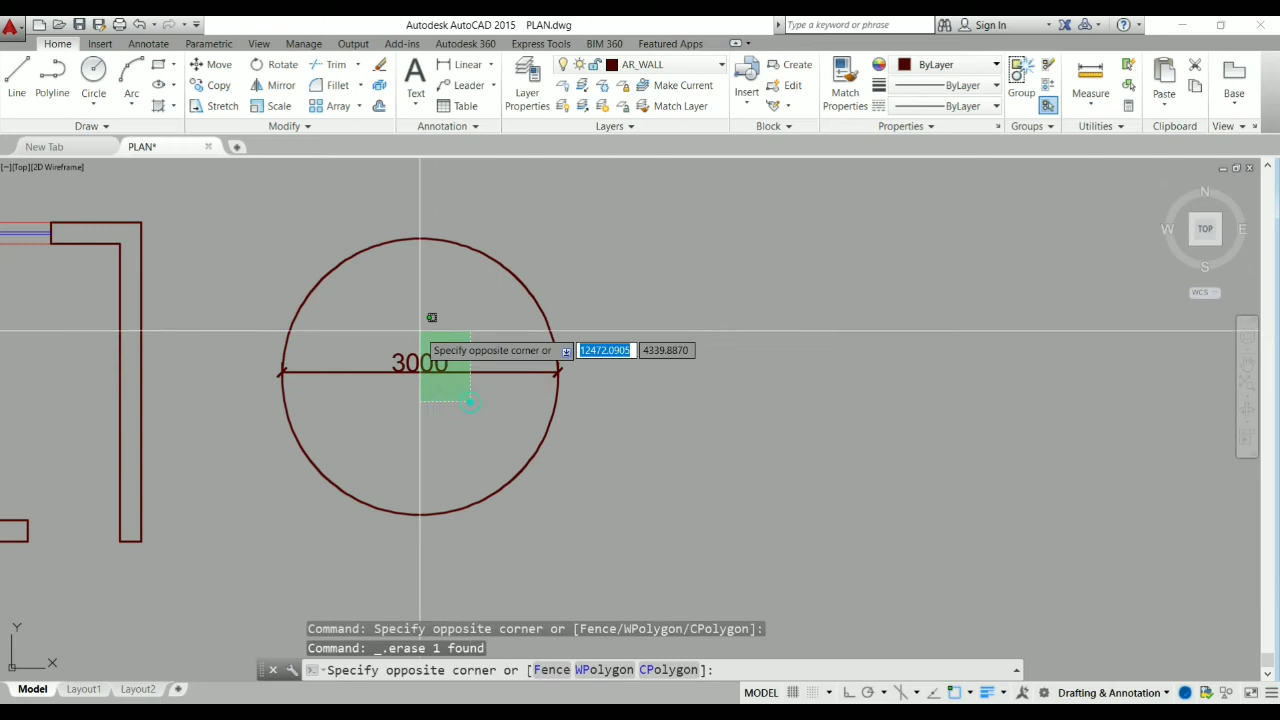 Autodesk AutoCAD 2015 PLAN.dwg
Type a keyword or phrase
Sign In
Home Insert Annotate Parametric View Manage Output Add-ins Autodesk 360 Express Tools BIM 360 Featured Apps
Line Polyline Circle Arc
Move Rotate Trim
Copy Mirror Fillet
Stretch Scale Array
Text
Linear
Leader
Table
Layer Properties
AR_WALL
Make Current
Match Layer
Insert
Create
Edit
Match Properties
ByLayer
ByLayer
ByLayer
Group
Measure
Paste
Base
Draw Modify Annotation Layers Block Properties Groups Utilities Clipboard View
New Tab PLAN*
[−][Top][2D Wireframe]
N
W TOP E
S
WCS
Specify opposite corner or 12472.0905 4339.8870
3000
Y
X
Command: Specify opposite corner or [Fence/WPolygon/CPolygon]:
Command: _.erase 1 found
Specify opposite corner or [Fence WPolygon CPolygon]:
Model Layout1 Layout2
MODEL
Drafting & Annotation